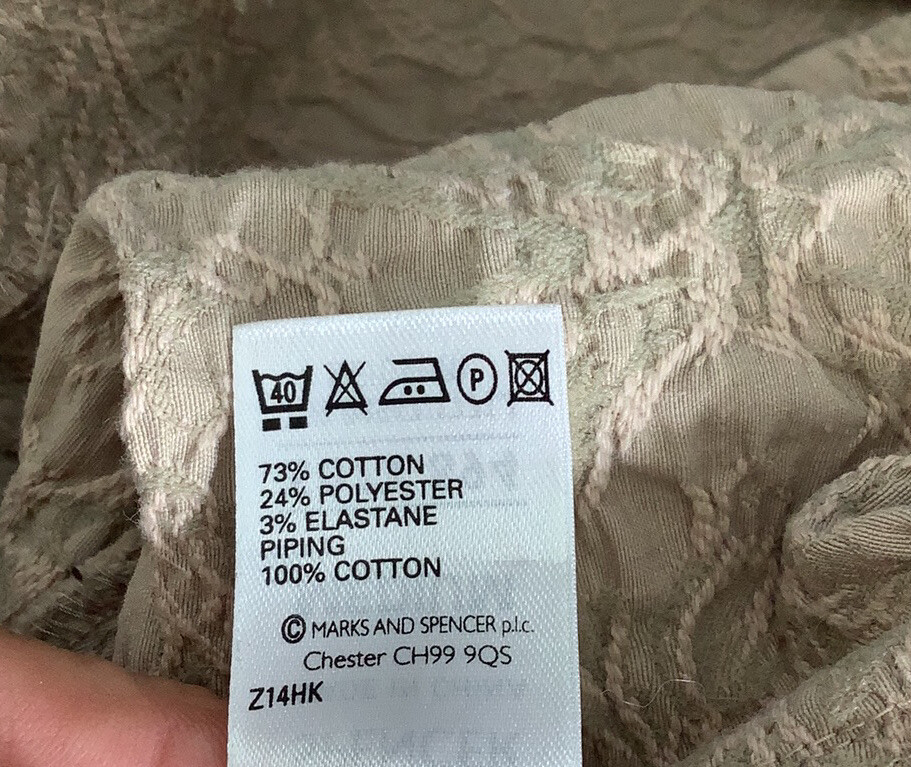 40 P
73% COTTON
24% POLYESTER
3% ELASTANE
PIPING
100% COTTON
© MARKS AND SPENCER p.l.c.
Chester CH99 9QS
Z14HK